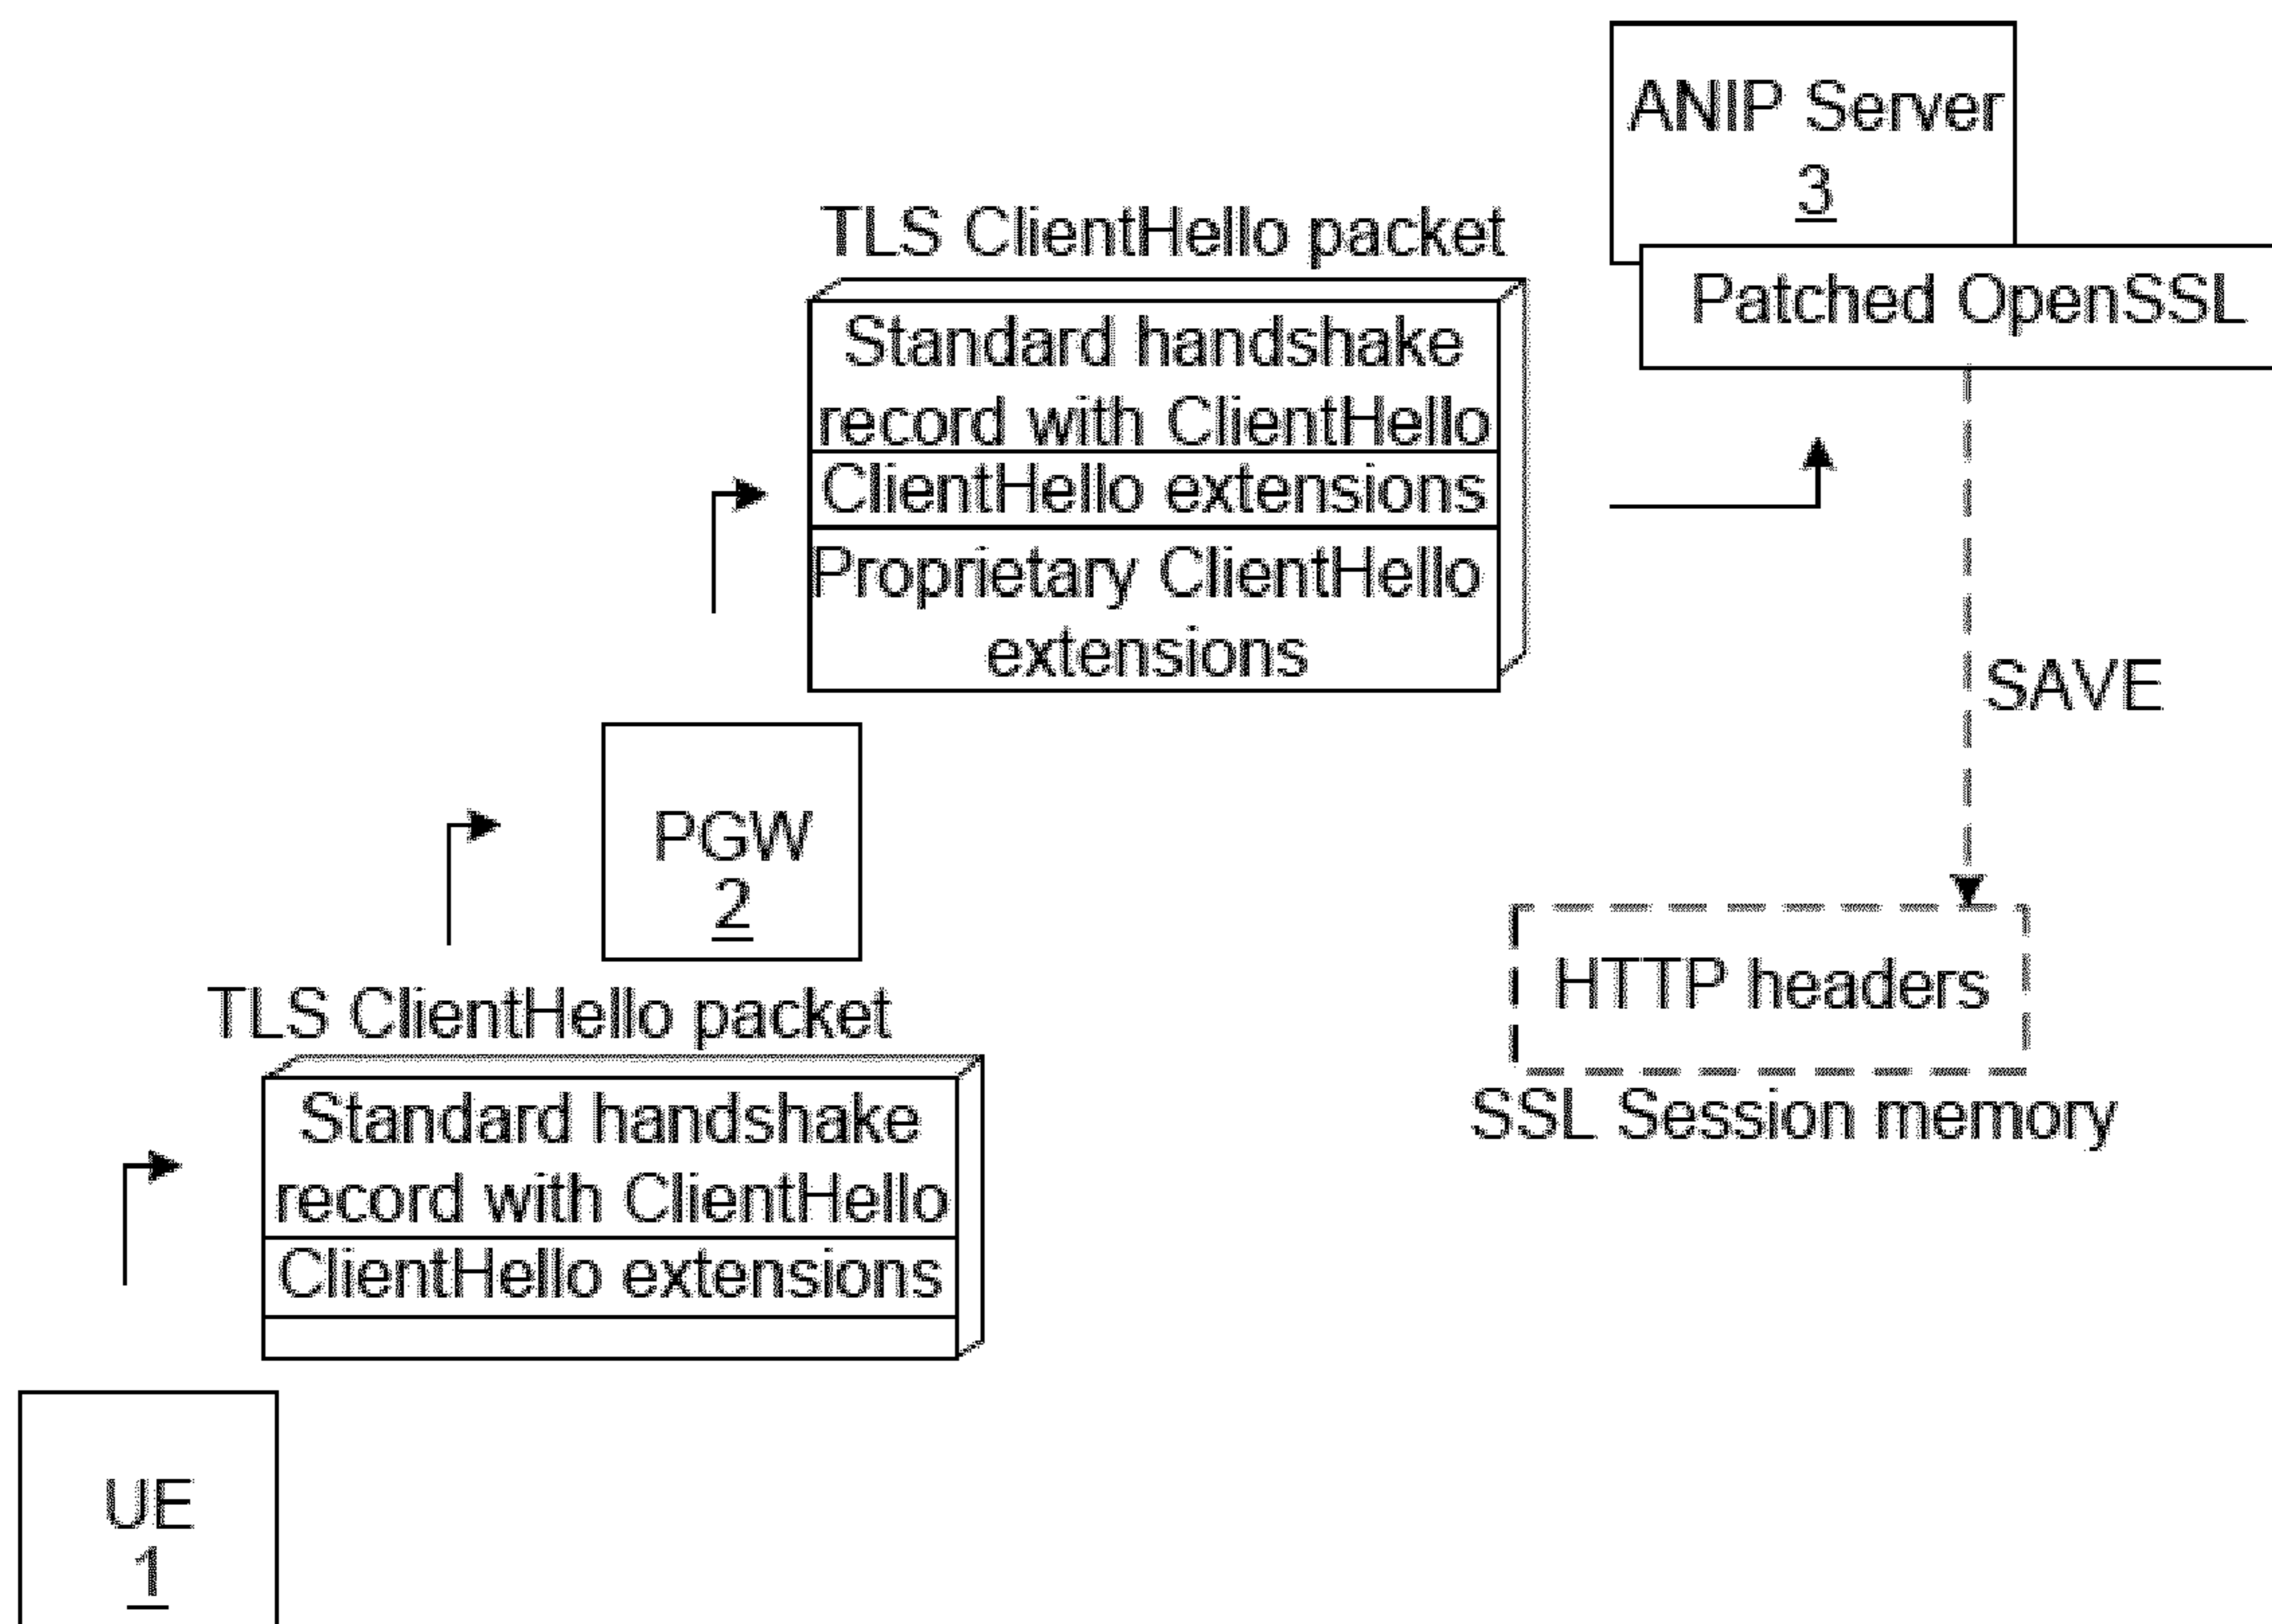 ANIP Server
3
Patched OpenSSL
TLS ClientHello packet
Standard handshake
record with ClientHello
ClientHello extensions
Proprietary ClientHello
extensions
SAVE
PGW
2
HTTP headers
SSL Session memory
TLS ClientHello packet
Standard handshake
record with ClientHello
ClientHello extensions
UE
1